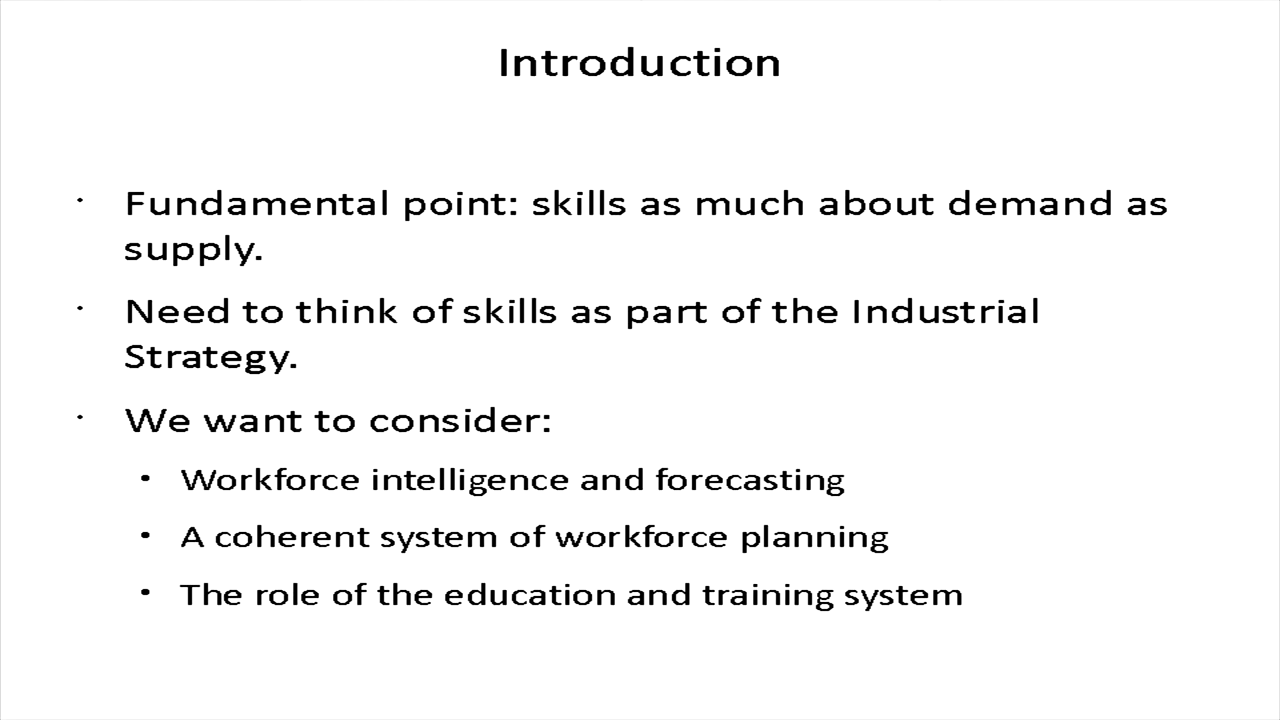 Introduction
· Fundamental point: skills as much about demand as
supply.
· Need to think of skills as part of the Industrial
Strategy.
· We want to consider:
• Workforce intelligence and forecasting
• A coherent system of workforce planning
• The role of the education and training system